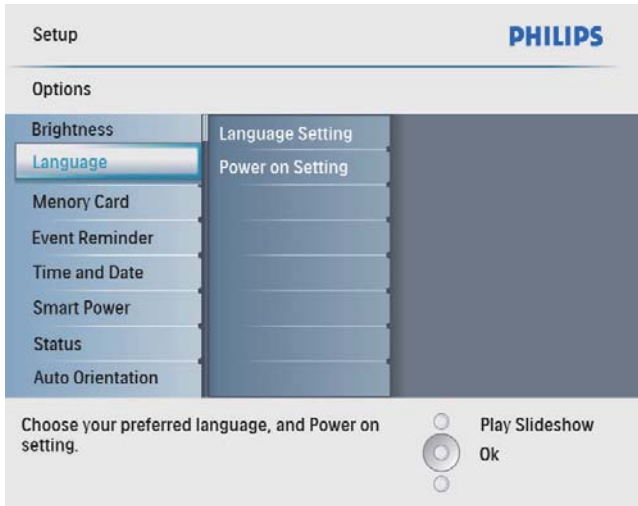 Setup
PHILIPS
Options
Brightness
Language
Menory Card
Event Reminder
Time and Date
Smart Power
Status
Auto Orientation
Language Setting
Power on Setting
Choose your preferred language, and Power on
setting.
Play Slideshow
Ok